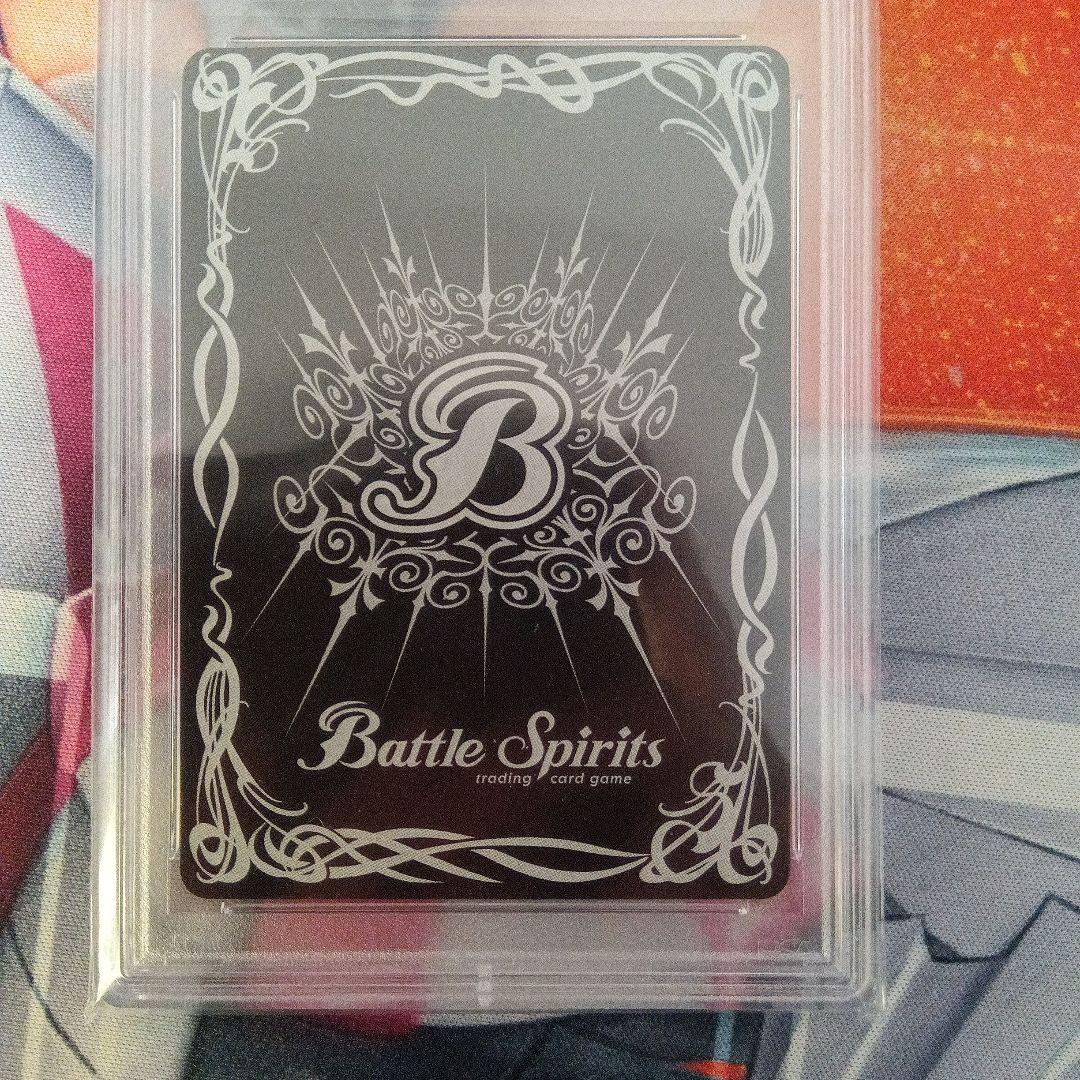 B
Battle Spirits
trading card game